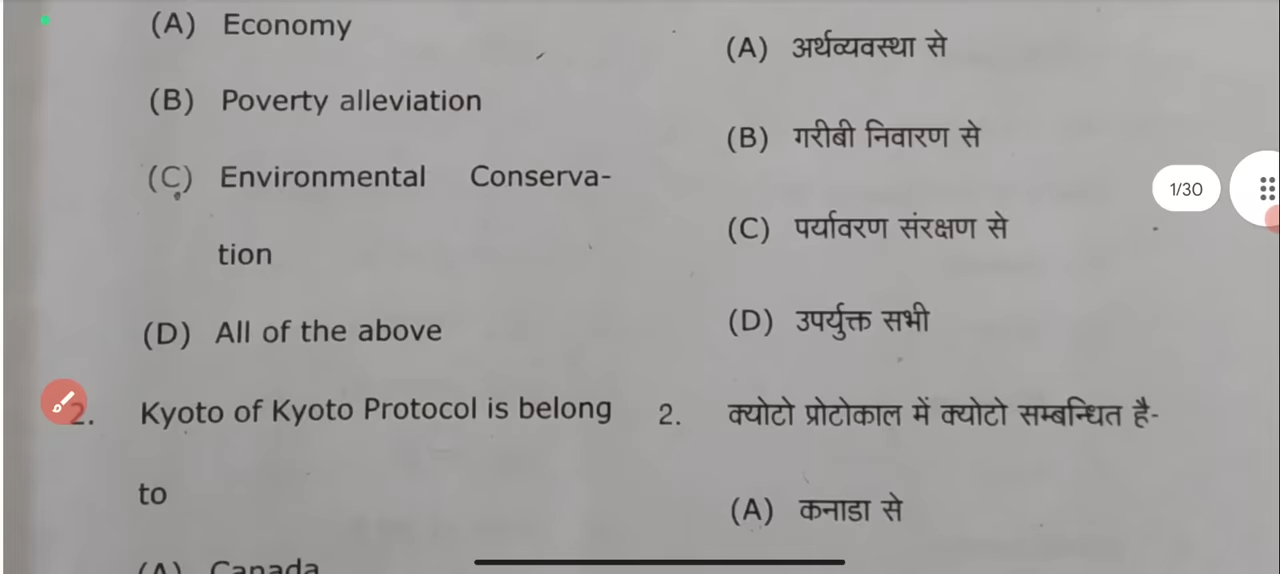 (A) Economy
(B) Poverty alleviation
(C) Environmental Conserva-
tion
(D) All of the above
2. Kyoto of Kyoto Protocol is belong
to
(A) Canada
(A) अर्थव्यवस्था से
(B) गरीबी निवारण से
(C) पर्यावरण संरक्षण से
(D) उपर्युक्त सभी
2. क्योटो प्रोटोकाल में क्योटो सम्बन्धित है-
(A) कनाडा से
1/30